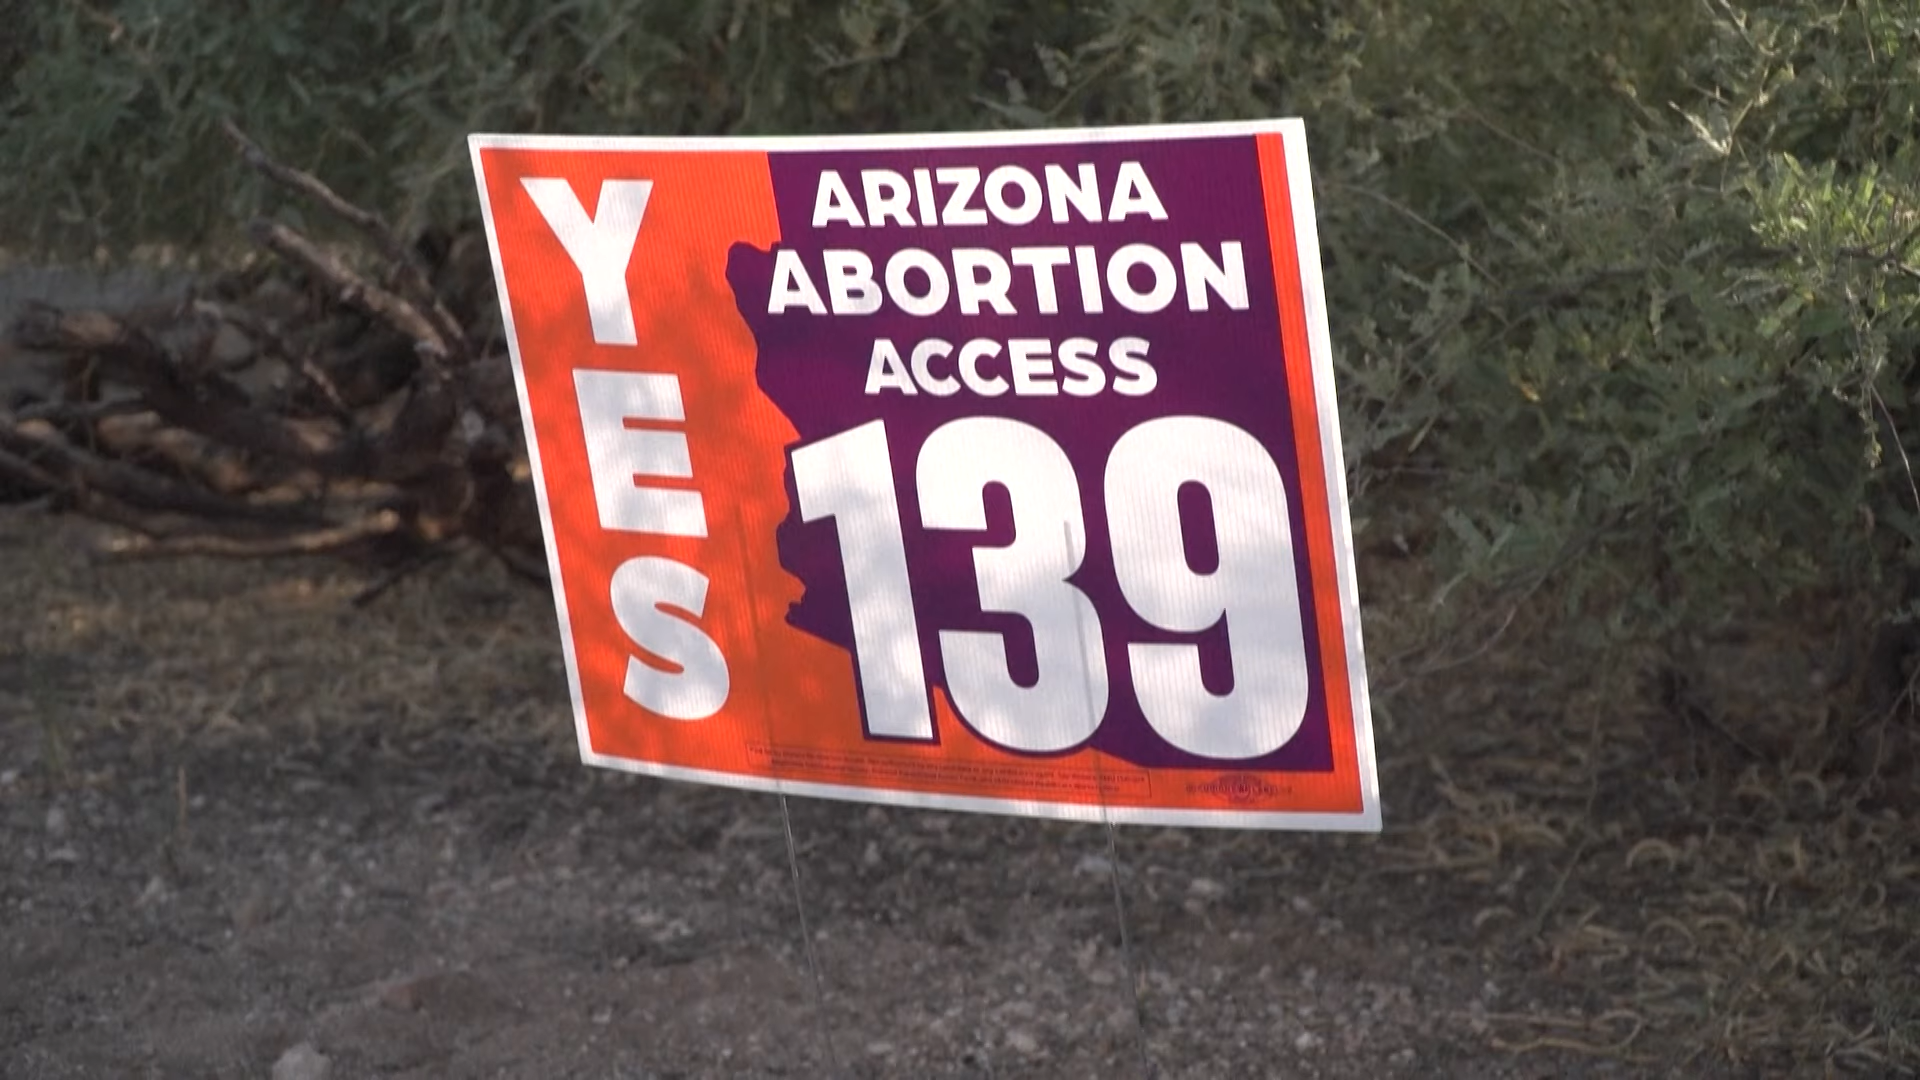 YES
ARIZONA
ABORTION
ACCESS
139